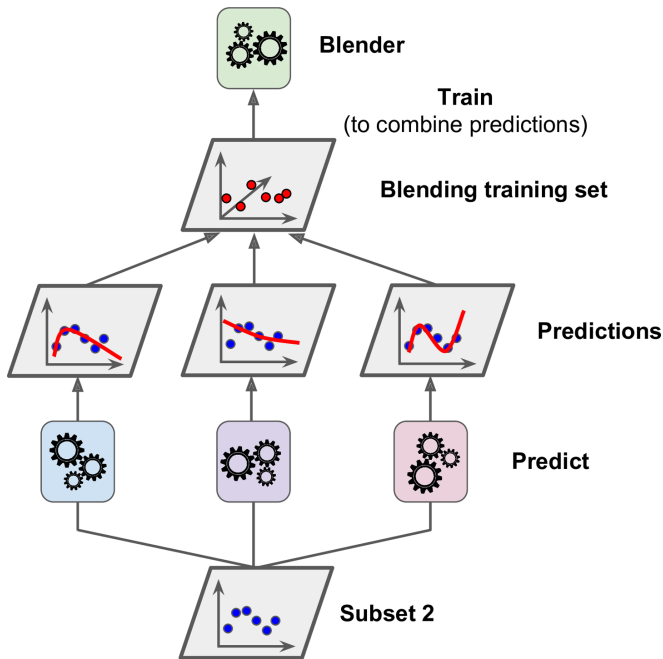 Blender
Train
(to combine predictions)
Blending training set
Predictions
Predict
Subset 2